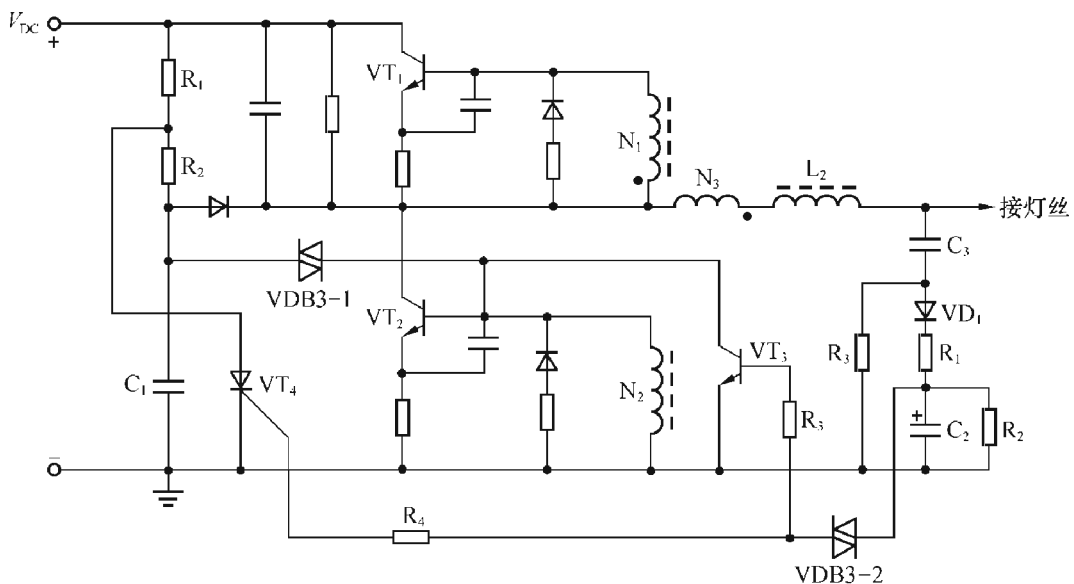 V_DC
+
R₁
VT₁
R₂
N₁
N₃
L₂
接灯丝
C₃
VDB3-1
VT₂
VD₁
VT₃
R₃
R₁
C₁
VT₄
N₂
R₃
+
C₂
R₂
−
R₄
VDB3-2